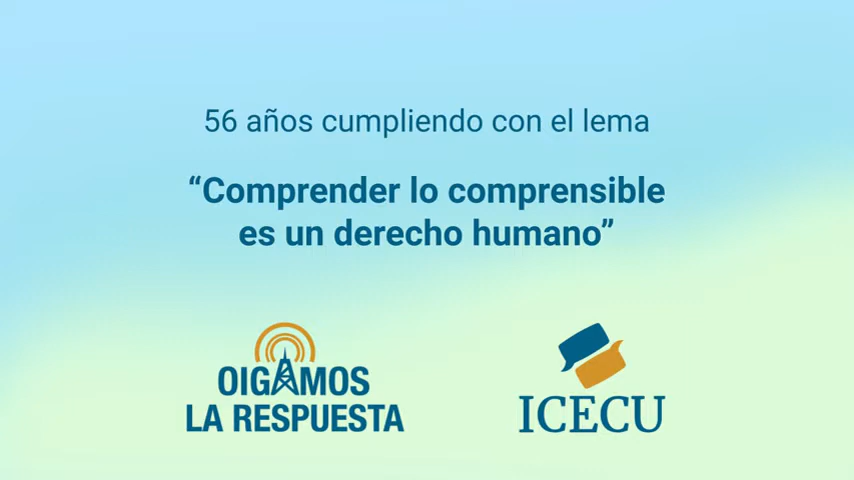 56 años cumpliendo con el lema
“Comprender lo comprensible
es un derecho humano”
OIGAMOS
LA RESPUESTA
ICECU